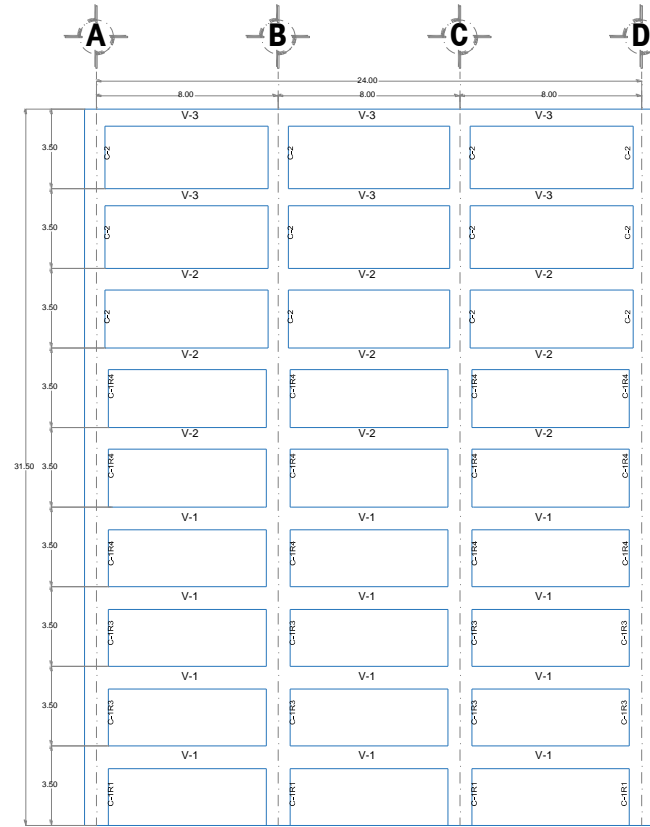 A B C D
24.00
8.00 8.00 8.00
V-3 V-3 V-3
3.50 C-2 C-2 C-2 C-2
V-3 V-3 V-3
3.50 C-2 C-2 C-2 C-2
V-2 V-2 V-2
3.50 C-2 C-2 C-2 C-2
V-2 V-2 V-2
3.50 C-1R4 C-1R4 C-1R4 C-1R4
V-2 V-2 V-2
31.50 3.50 C-1R4 C-1R4 C-1R4 C-1R4
V-1 V-1 V-1
3.50 C-1R4 C-1R4 C-1R4 C-1R4
V-1 V-1 V-1
3.50 C-1R3 C-1R3 C-1R3 C-1R3
V-1 V-1 V-1
3.50 C-1R3 C-1R3 C-1R3 C-1R3
V-1 V-1 V-1
3.50 C-1R1 C-1R1 C-1R1 C-1R1